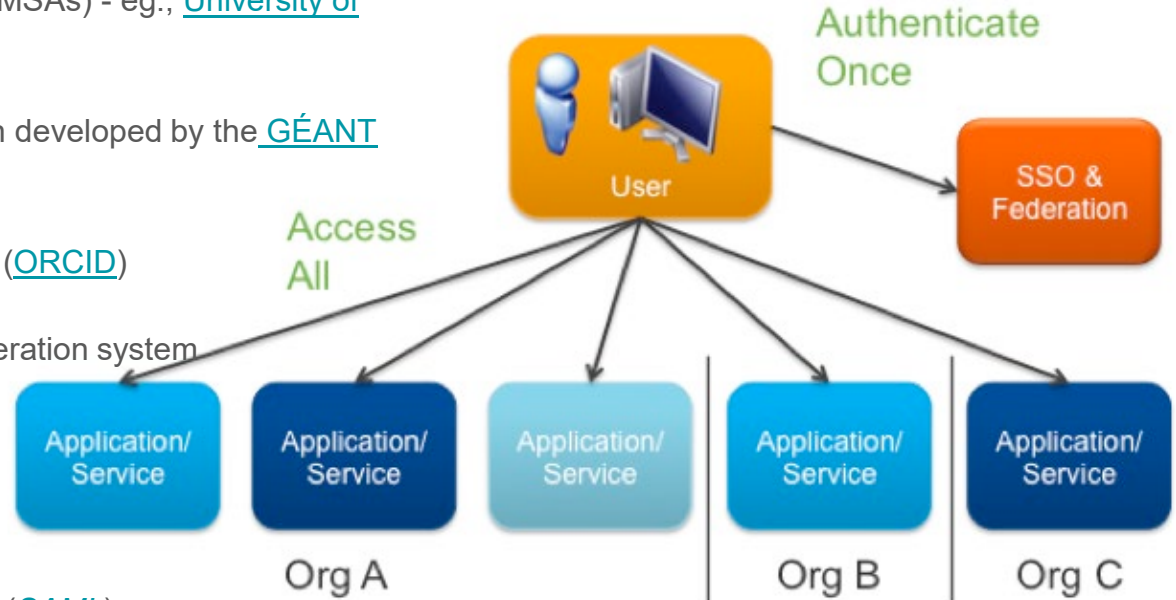 MSAs) - eg., University of
developed by the GÉANT
(ORCID)
eration system
Authenticate
Once
User
SSO &
Federation
Access
All
Application/
Service
Application/
Service
Application/
Service
Application/
Service
Application/
Service
Org A
Org B
Org C